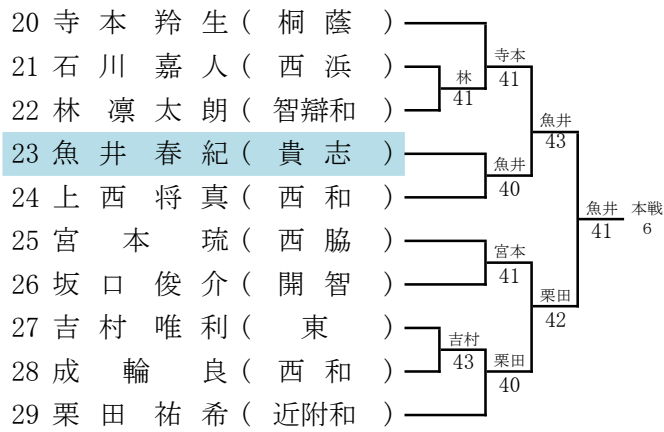 20 寺本 羚生 ( 桐蔭 )
21 石川 嘉人 ( 西浜 )
22 林 凛太朗 ( 智辯和 )
23 魚井 春紀 ( 貴志 )
24 上西 将真 ( 西和 )
25 宮本 琉 ( 西脇 )
26 坂口 俊介 ( 開智 )
27 吉村 唯利 ( 東 )
28 成輪 良 ( 西和 )
29 栗田 祐希 ( 近附和 )
林
41
吉村
43
寺本
41
魚井
40
宮本
41
栗田
40
魚井
43
栗田
42
魚井
41
本戦
6